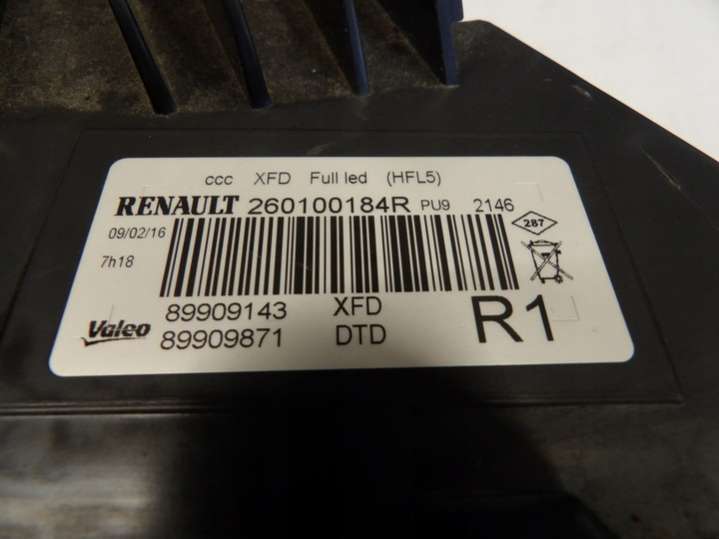 ccc XFD Full led (HFL5)
RENAULT 260100184R PU9 2146
09/02/16
287
7h18
89909143 XFD
Valeo 89909871 DTD R1